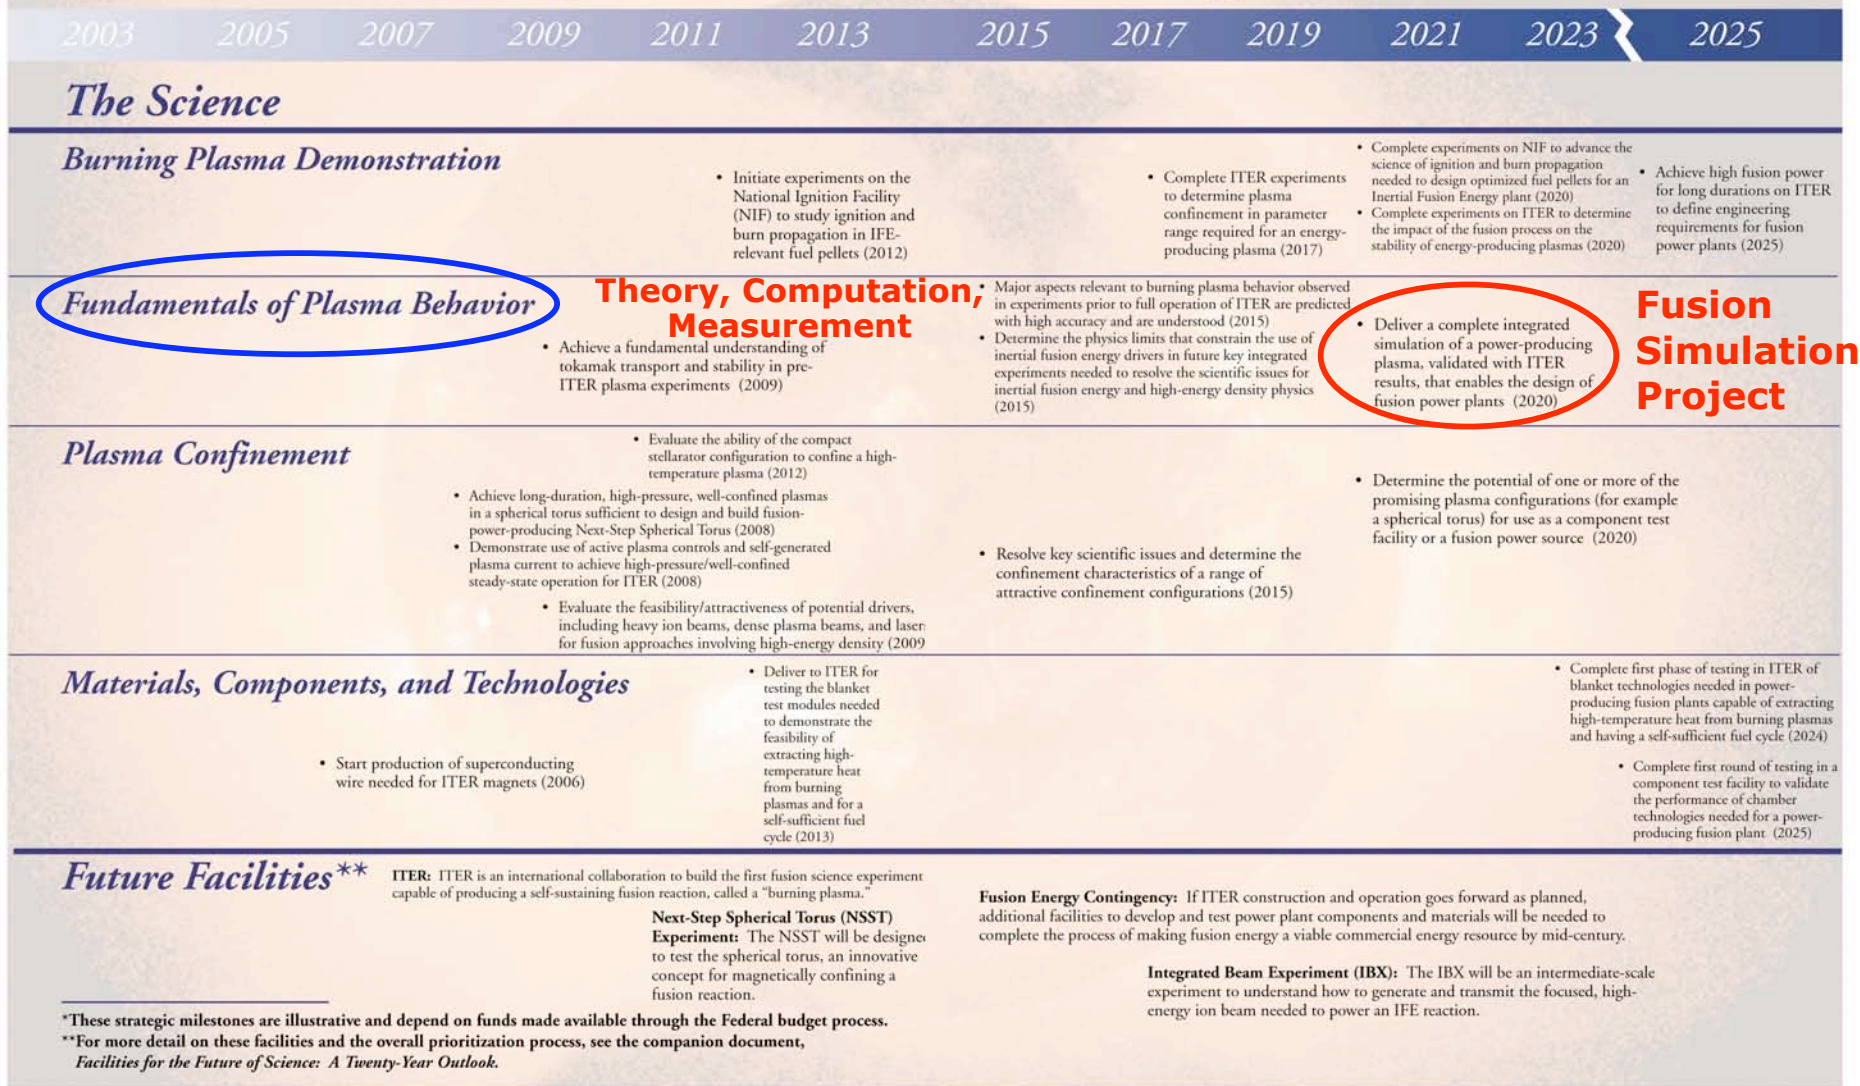 2003 2005 2007 2009 2011 2013 2015 2017 2019 2021 2023 2025
The Science
Burning Plasma Demonstration
• Initiate experiments on the
National Ignition Facility
(NIF) to study ignition and
burn propagation in IFE-
relevant fuel pellets (2012)
• Complete ITER experiments
to determine plasma
confinement in parameter
range required for an energy-
producing plasma (2017)
• Complete experiments on NIF to advance the
science of ignition and burn propagation
needed to design optimized fuel pellets for an
Inertial Fusion Energy plant (2020)
• Complete experiments on ITER to determine
the impact of the fusion process on the
stability of energy-producing plasmas (2020)
• Achieve high fusion power
for long durations on ITER
to define engineering
requirements for fusion
power plants (2025)
Fundamentals of Plasma Behavior
Theory, Computation,
Measurement
• Achieve a fundamental understanding of
tokamak transport and stability in pre-
ITER plasma experiments (2009)
• Major aspects relevant to burning plasma behavior observed
in experiments prior to full operation of ITER are predicted
with high accuracy and are understood (2015)
• Determine the physics limits that constrain the use of
inertial fusion energy drivers in future key integrated
experiments needed to resolve the scientific issues for
inertial fusion energy and high-energy density physics
(2015)
• Deliver a complete integrated
simulation of a power-producing
plasma, validated with ITER
results, that enables the design of
fusion power plants (2020)
Fusion
Simulation
Project
Plasma Confinement
• Evaluate the ability of the compact
stellarator configuration to confine a high-
temperature plasma (2012)
• Achieve long-duration, high-pressure, well-confined plasmas
in a spherical torus sufficient to design and build fusion-
power-producing Next-Step Spherical Torus (2008)
• Demonstrate use of active plasma controls and self-generated
plasma current to achieve high-pressure/well-confined
steady-state operation for ITER (2008)
• Evaluate the feasibility/attractiveness of potential drivers,
including heavy ion beams, dense plasma beams, and laser
for fusion approaches involving high-energy density (2009
• Resolve key scientific issues and determine the
confinement characteristics of a range of
attractive confinement configurations (2015)
• Determine the potential of one or more of the
promising plasma configurations (for example
a spherical torus) for use as a component test
facility or a fusion power source (2020)
Materials, Components, and Technologies
• Start production of superconducting
wire needed for ITER magnets (2006)
• Deliver to ITER for
testing the blanket
test modules needed
to demonstrate the
feasibility of
extracting high-
temperature heat
from burning
plasmas and for a
self-sufficient fuel
cycle (2013)
• Complete first phase of testing in ITER of
blanket technologies needed in power-
producing fusion plants capable of extracting
high-temperature heat from burning plasmas
and having a self-sufficient fuel cycle (2024)
• Complete first round of testing in a
component test facility to validate
the performance of chamber
technologies needed for a power-
producing fusion plant (2025)
Future Facilities**
ITER: ITER is an international collaboration to build the first fusion science experiment
capable of producing a self-sustaining fusion reaction, called a "burning plasma."
Next-Step Spherical Torus (NSST)
Experiment: The NSST will be designe
to test the spherical torus, an innovative
concept for magnetically confining a
fusion reaction.
Fusion Energy Contingency: If ITER construction and operation goes forward as planned,
additional facilities to develop and test power plant components and materials will be needed to
complete the process of making fusion energy a viable commercial energy resource by mid-century.
Integrated Beam Experiment (IBX): The IBX will be an intermediate-scale
experiment to understand how to generate and transmit the focused, high-
energy ion beam needed to power an IFE reaction.
*These strategic milestones are illustrative and depend on funds made available through the Federal budget process.
**For more detail on these facilities and the overall prioritization process, see the companion document,
Facilities for the Future of Science: A Twenty-Year Outlook.